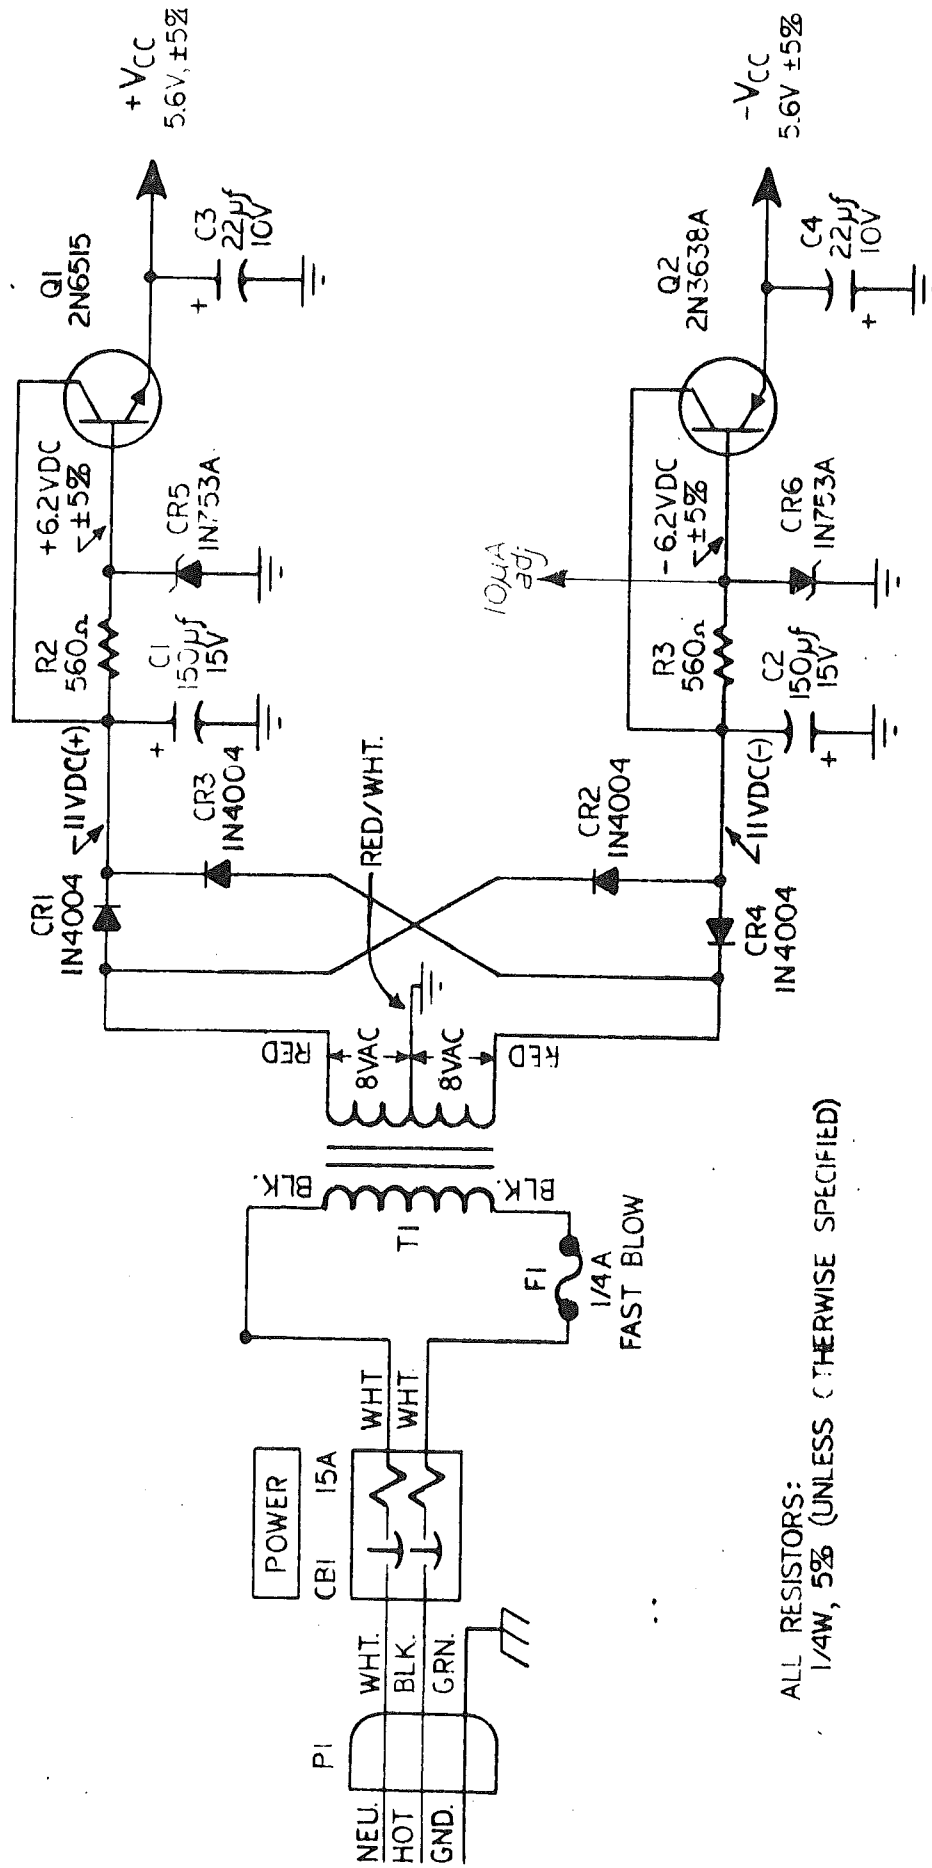 NEU.
HOT
GND.
P1
WHT.
BLK.
GRN.
POWER
CB1 15A
WHT
WHT
F1
1/4 A
FAST BLOW
T1
BLK.
BLK.
RED
RED
8VAC
8VAC
RED/WHT.
CR1
1N4004
11VDC(+)
CR3
1N4004
CR2
1N4004
CR4
1N4004
11VDC(-)
R2
560Ω
C1
150µf
15V
+
+6.2VDC
±5%
CR5
1N753A
Q1
2N6515
C3
22µf
10V
+
+VCC
5.6V, ±5%
R3
560Ω
C2
150µf
15V
+
10µA
adj
-6.2VDC
±5%
CR6
1N753A
Q2
2N3638A
C4
22µf
10V
+
-VCC
5.6V ±5%
ALL RESISTORS:
1/4W, 5% (UNLESS OTHERWISE SPECIFIED)